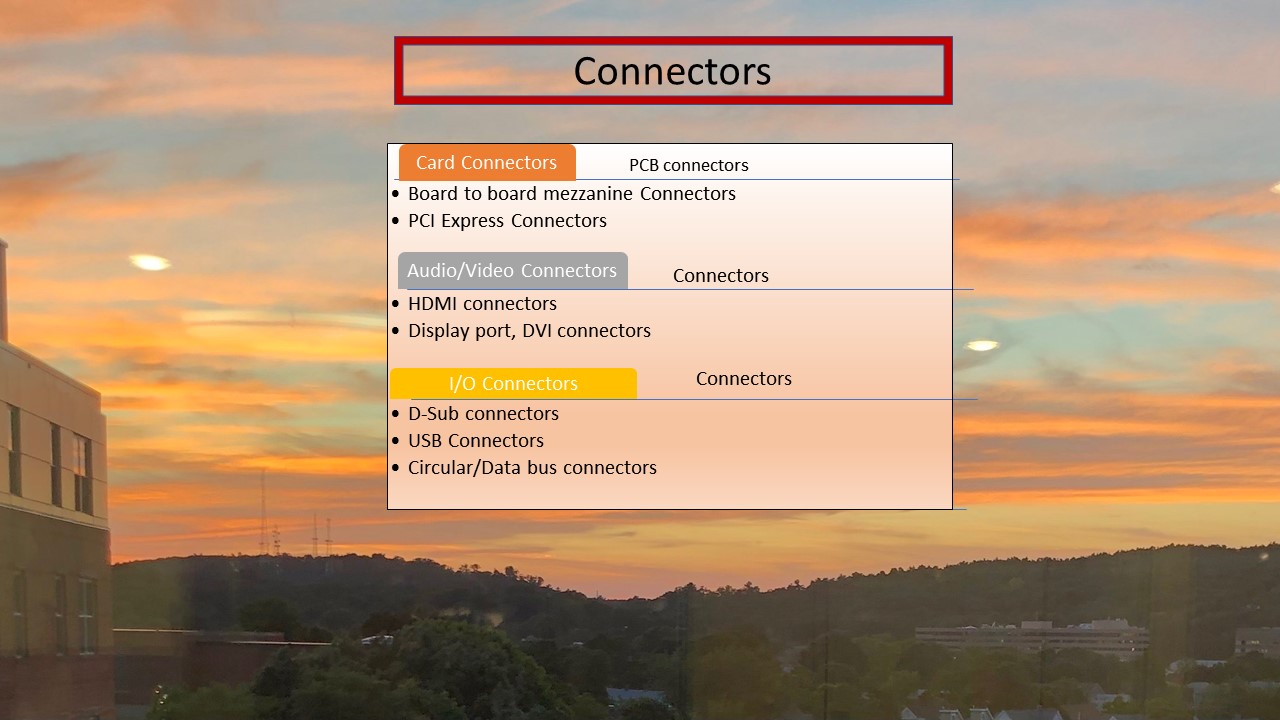 Connectors
Card Connectors PCB connectors
• Board to board mezzanine Connectors
• PCI Express Connectors
Audio/Video Connectors Connectors
• HDMI connectors
• Display port, DVI connectors
I/O Connectors Connectors
• D-Sub connectors
• USB Connectors
• Circular/Data bus connectors